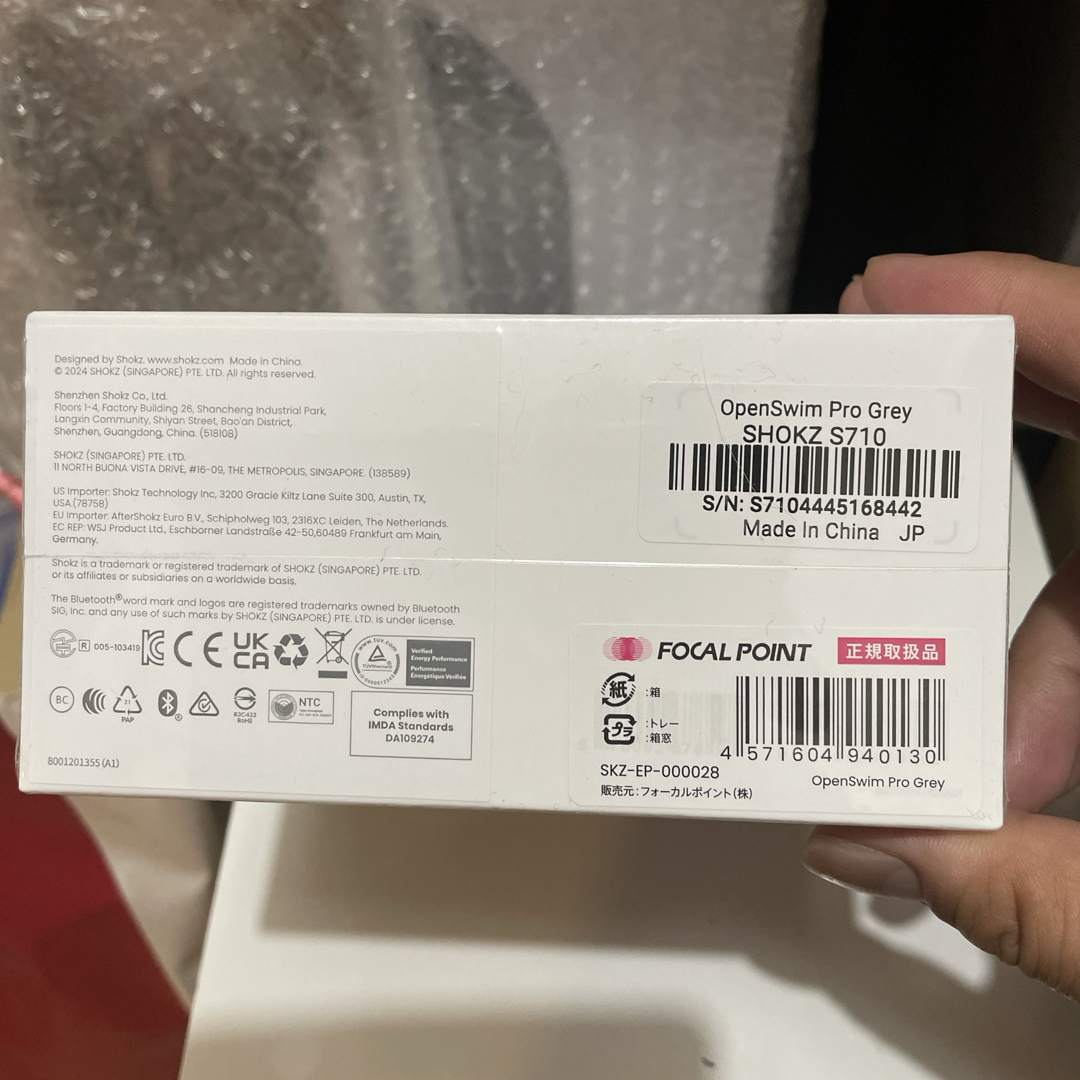 Designed by Shokz. www.shokz.com Made in China.
© 2024 SHOKZ (SINGAPORE) PTE. LTD. All rights reserved.
Shenzhen Shokz Co., Ltd.
Floors 1-4, Factory Building 26, Shancheng Industrial Park,
Langxin Community, Shiyan Street, Bao'an District,
Shenzhen, Guangdong, China. (518108)
SHOKZ (SINGAPORE) PTE. LTD.
11 NORTH BUONA VISTA DRIVE, #16-09, THE METROPOLIS, SINGAPORE. (138589)
US Importer: Shokz Technology Inc, 3200 Gracie Kiltz Lane Suite 300, Austin, TX,
USA.(78758)
EU Importer: AfterShokz Euro B.V., Schipholweg 103, 2316XC Leiden, The Netherlands.
EC REP: WSJ Product Ltd., Eschborner Landstraße 42-50,60489 Frankfurt am Main,
Germany.
Shokz is a trademark or registered trademark of SHOKZ (SINGAPORE) PTE. LTD.
or its affiliates or subsidiaries on a worldwide basis.
The Bluetooth® word mark and logos are registered trademarks owned by Bluetooth
SIG, Inc. and any use of such marks by SHOKZ (SINGAPORE) PTE. LTD. is under license.
R 005-103419
CE
UK
CA
www.tuv.com
TÜVRheinland
Verified
Energy Performance
Performance
Énergétique Vérifiée
BC
21
PAP
®
R3C433
RoHS
NTC
Complies with
IMDA Standards
DA109274
8001201355 (A1)
OpenSwim Pro Grey
SHOKZ S710
S/N: S7104445168442
Made In China JP
FOCAL POINT 正規取扱品
紙 :箱
プラ :トレー
:箱窓
4 571604 940130
SKZ-EP-000028
OpenSwim Pro Grey
販売元:フォーカルポイント(株)